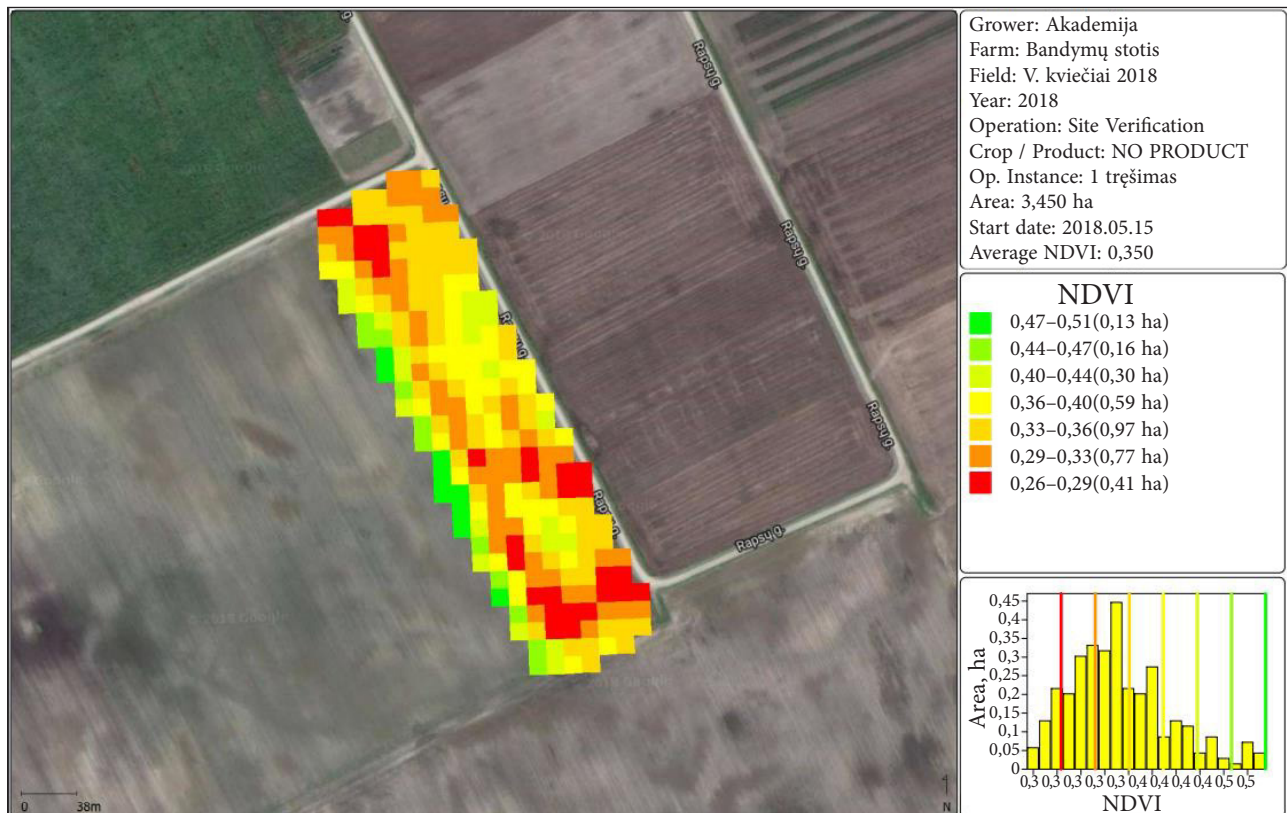 Grower: Akademija
Farm: Bandymų stotis
Field: V. kviečiai 2018
Year: 2018
Operation: Site Verification
Crop / Product: NO PRODUCT
Op. Instance: 1 tręšimas
Area: 3,450 ha
Start date: 2018.05.15
Average NDVI: 0,350
NDVI
0,47–0,51(0,13 ha)
0,44–0,47(0,16 ha)
0,40–0,44(0,30 ha)
0,36–0,40(0,59 ha)
0,33–0,36(0,97 ha)
0,29–0,33(0,77 ha)
0,26–0,29(0,41 ha)
Rapsų g.
Rapsų g.
Rapsų g.
Rapsų g.
Rapsų g.
Rapsų g.
0 38m
N
Area, ha
0,45
0,4
0,35
0,3
0,25
0,2
0,15
0,1
0,05
0
0,3 0,3 0,3 0,3 0,3 0,4 0,4 0,4 0,5 0,5
NDVI